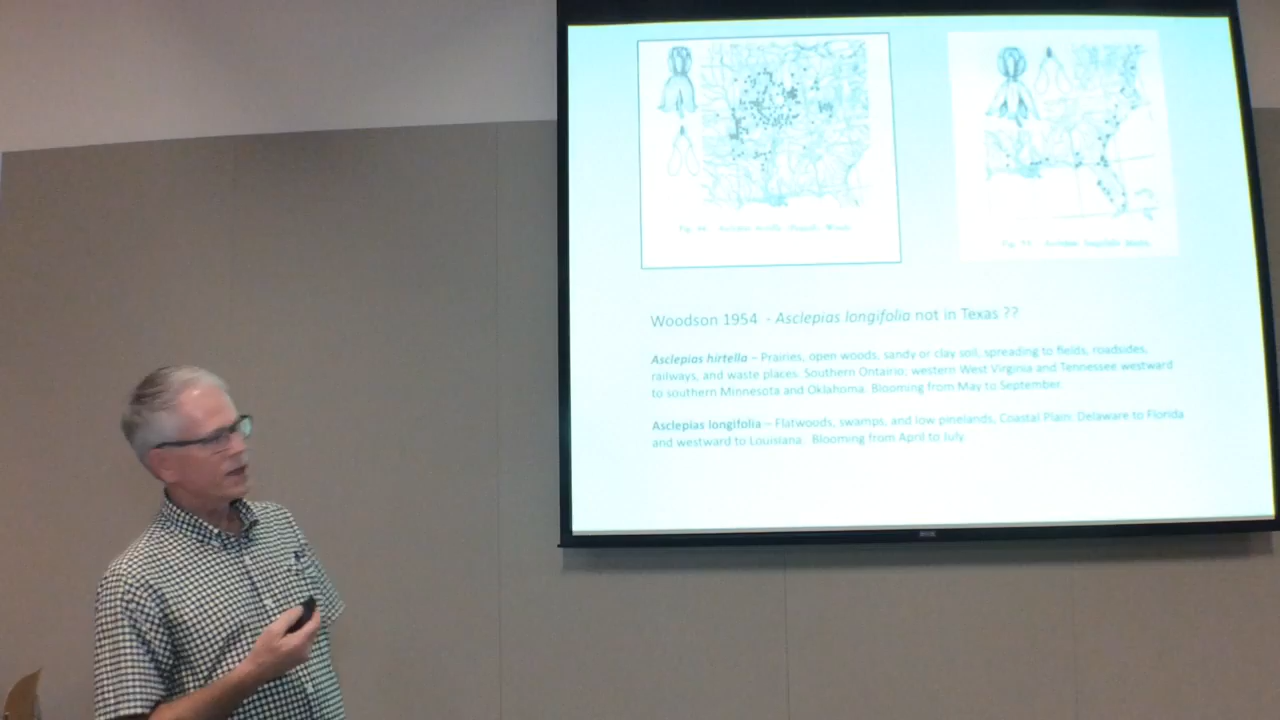 Woodson 1954 - Asclepias longifolia not in Texas ??
Asclepias hirtella – Prairies, open woods, sandy or clay soil, spreading to fields, roadsides,
railways, and waste places. Southern Ontario; western West Virginia and Tennessee westward
to southern Minnesota and Oklahoma. Blooming from May to September.
Asclepias longifolia – Flatwoods, swamps, and low pinelands, Coastal Plain: Delaware to Florida
and westward to Louisiana. Blooming from April to July.